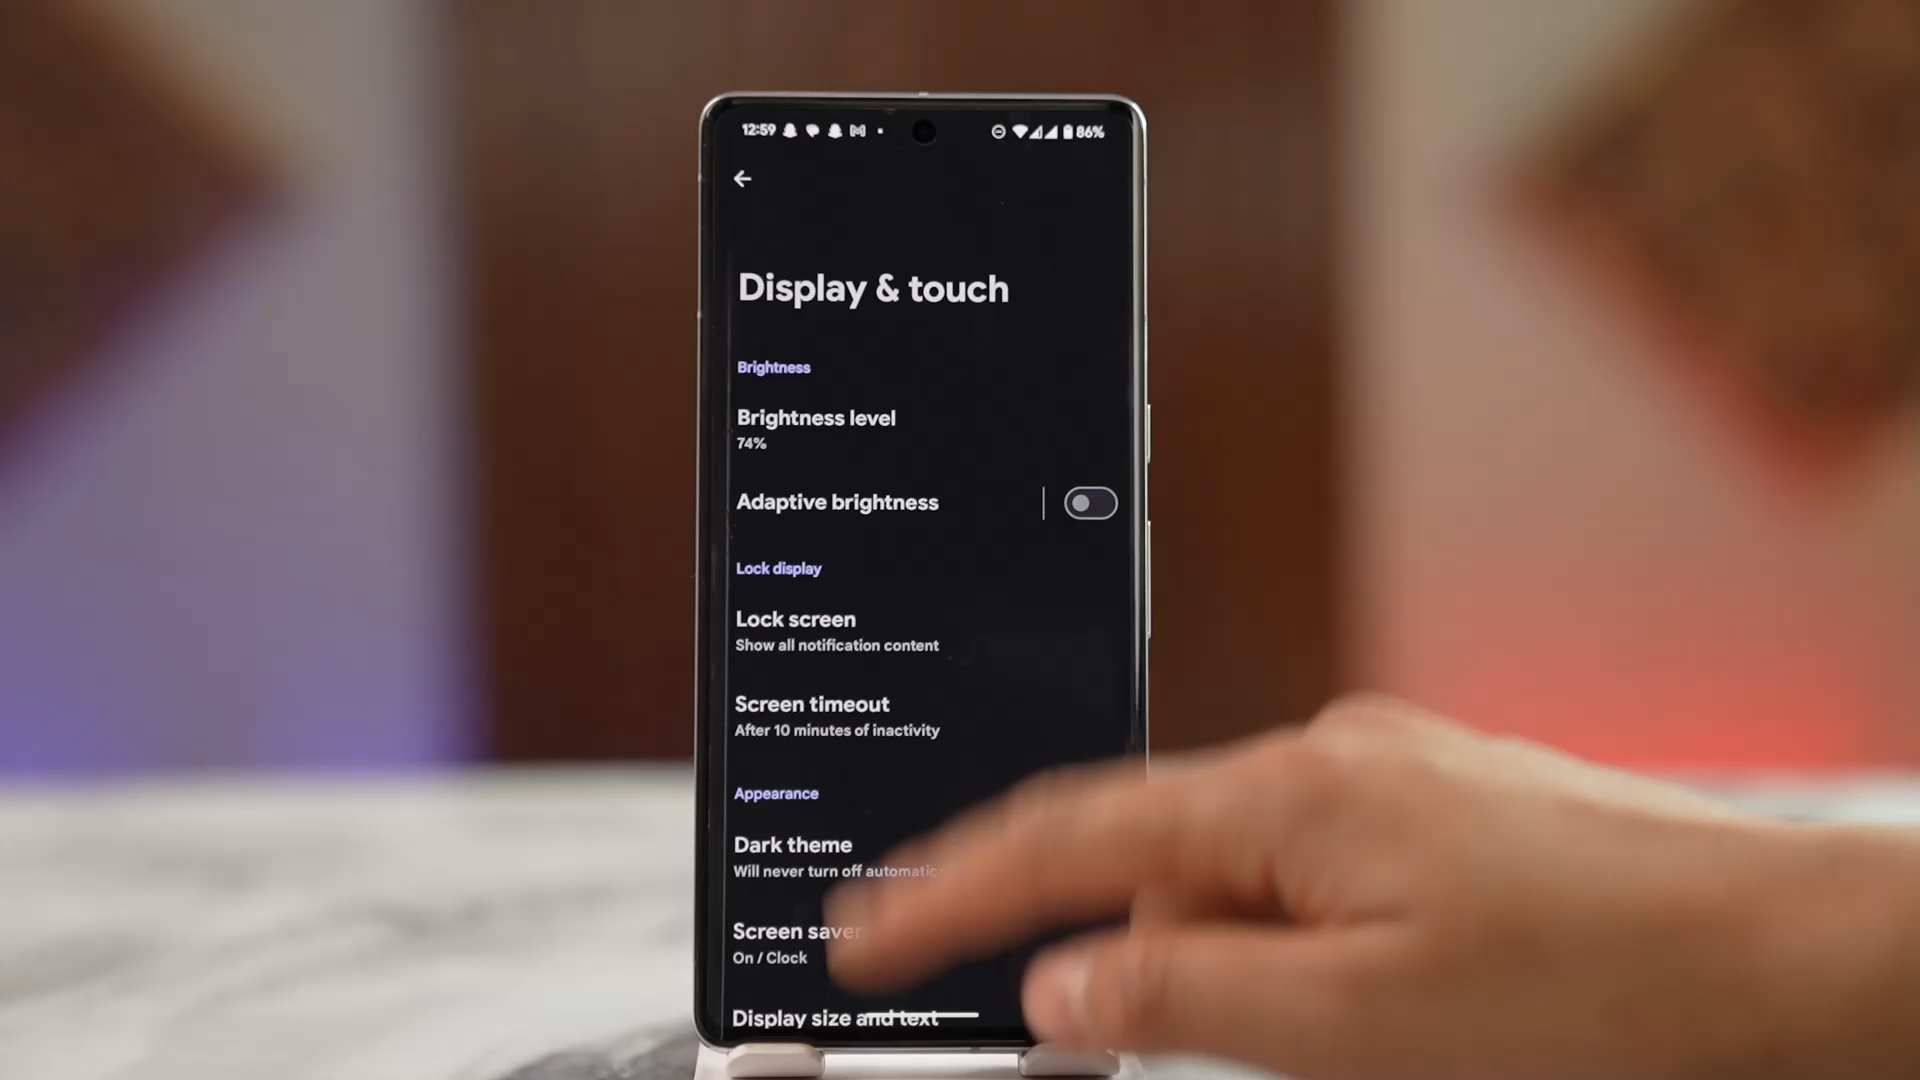 12:59 86%
Display & touch
Brightness
Brightness level
74%
Adaptive brightness
Lock display
Lock screen
Show all notification content
Screen timeout
After 10 minutes of inactivity
Appearance
Dark theme
Will never turn off automatic
Screen saver
On / Clock
Display size and text